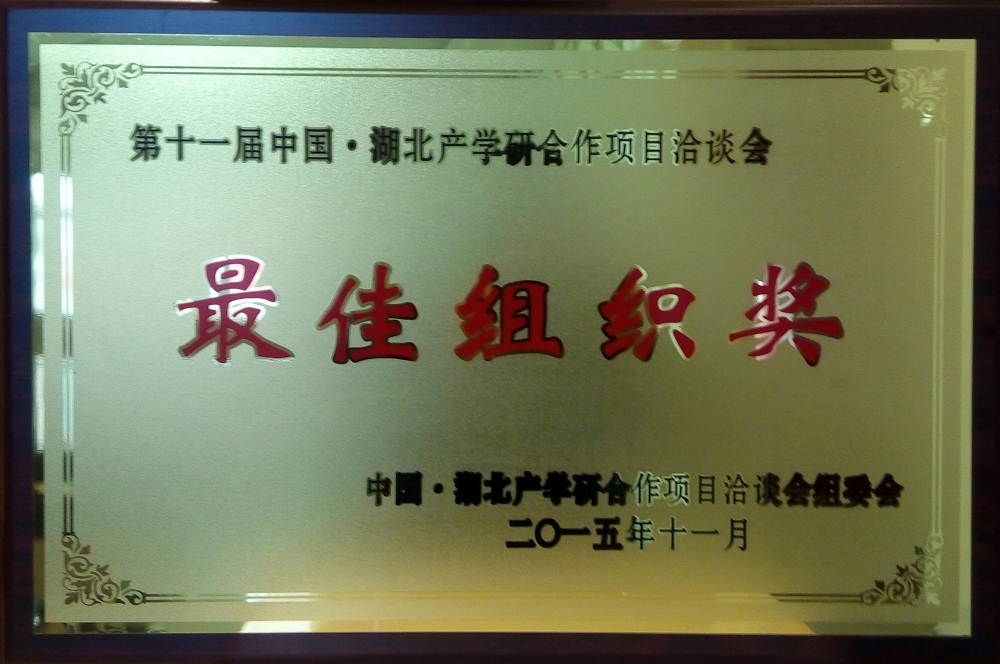 第十一届中国·湖北产学研合作项目洽谈会
最佳组织奖
中国·湖北产学研合作项目洽谈会组委会
二〇一五年十一月